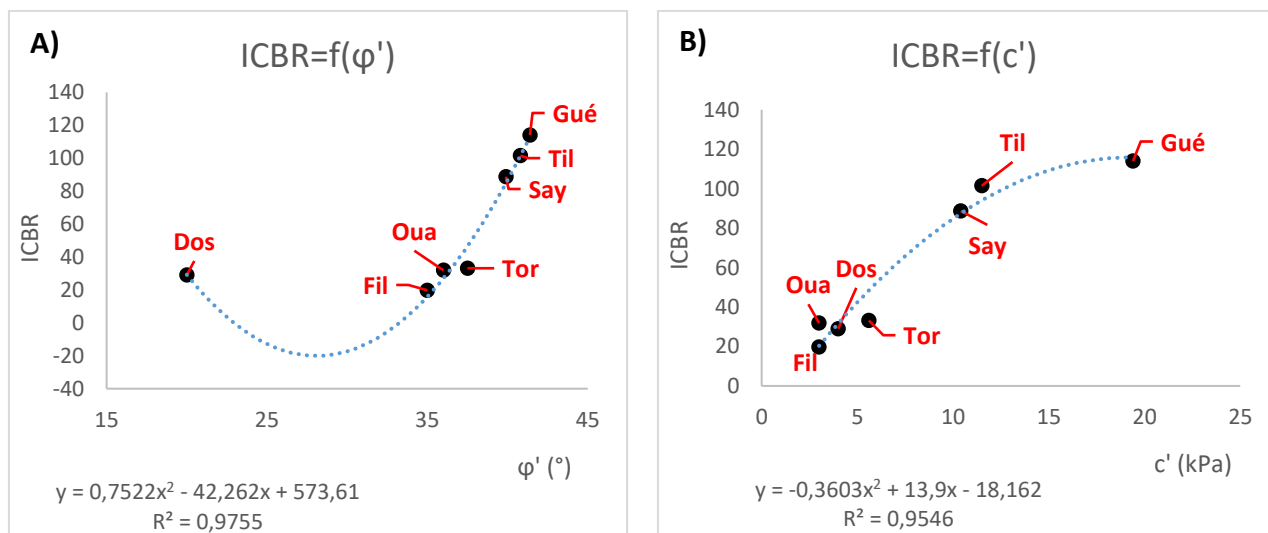 A)
ICBR=f(φ')
ICBR
140
120
100
80
60
40
20
0
-20
-40
Gué
Til
Say
Dos
Oua
Tor
Fil
15
25
35
45
φ' (°)
y = 0,7522x² - 42,262x + 573,61
R² = 0,9755
B)
ICBR=f(c')
ICBR
140
120
100
80
60
40
20
0
Til
Gué
Say
Oua
Dos
Tor
Fil
0
5
10
15
20
25
c' (kPa)
y = -0,3603x² + 13,9x - 18,162
R² = 0,9546